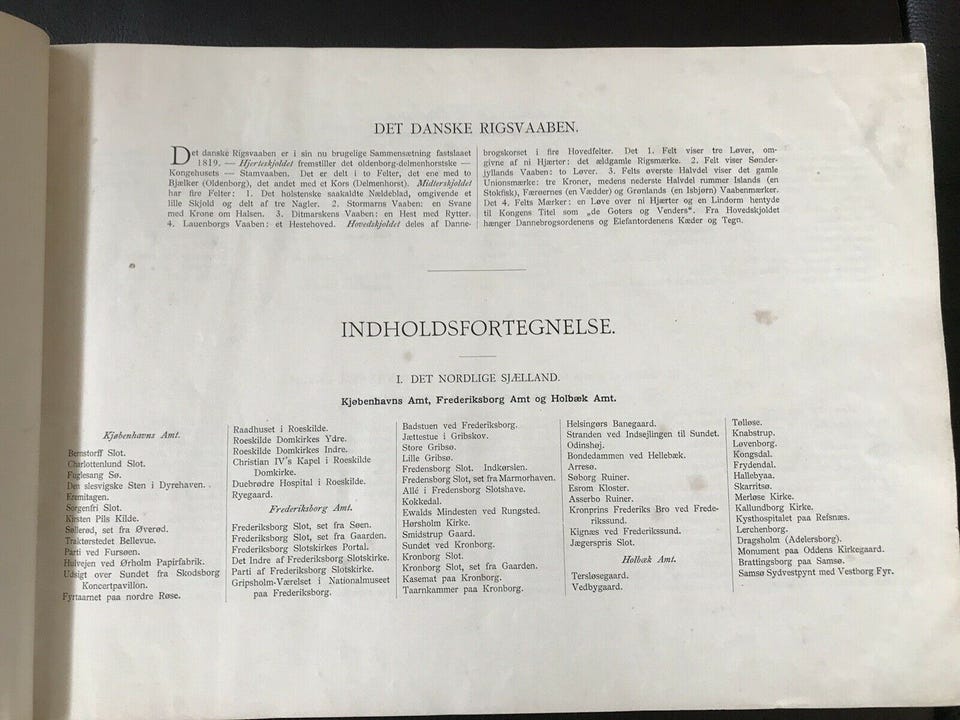 DET DANSKE RIGSVAABEN.
Det danske Rigsvaaben er i sin nu brugelige Sammensætning fastslaaet
1819. — Hjerteskjoldet fremstiller det oldenborg-delmenhorstske —
Kongehusets — Stamvaaben. Det er delt i to Felter, det ene med to
Bjælker (Oldenborg), det andet med et Kors (Delmenhorst). Midterskjoldet
har fire Felter: 1. Det holstenske saakaldte Nældeblad, omgivende et
lille Skjold og delt af tre Nagler. 2. Stormarns Vaaben: en Svane
med Krone om Halsen. 3. Ditmarskens Vaaben: en Hest med Rytter.
4. Lauenborgs Vaaben: et Hestehoved. Hovedskjoldet deles af Danne-
brogskorset i fire Hovedfelter. Det 1. Felt viser tre Løver, om-
givne af ni Hjærter: det ældgamle Rigsmærke. 2. Felt viser Sønder-
jyllands Vaaben: to Løver. 3. Felts øverste Halvdel viser det gamle
Unionsmærke: tre Kroner, medens nederste Halvdel rummer Islands (en
Stokfisk), Færøernes (en Vædder) og Grønlands (en Isbjørn) Vaabenmærker.
Det 4. Felts Mærker: en Løve over ni Hjærter og en Lindorm hentyde
til Kongens Titel som „de Goters og Venders“. Fra Hovedskjoldet
hænger Dannebrogsordenens og Elefantordenens Kæder og Tegn.
INDHOLDSFORTEGNELSE.
I. DET NORDLIGE SJÆLLAND.
Kjøbenhavns Amt, Frederiksborg Amt og Holbæk Amt.
Kjøbenhavns Amt.
Bernstorff Slot.
Charlottenlund Slot.
Fuglesang Sø.
Den slesvigske Sten i Dyrehaven.
Eremitagen.
Sorgenfri Slot.
Kirsten Pils Kilde.
Søllerød, set fra Øverød.
Traktørstedet Bellevue.
Parti ved Fursøen.
Hulvejen ved Ørholm Papirfabrik.
Udsigt over Sundet fra Skodsborg
Koncertpavillon.
Fyrtaarnet paa nordre Røse.
Raadhuset i Roeskilde.
Roeskilde Domkirkes Ydre.
Roeskilde Domkirkes Indre.
Christian IV's Kapel i Roeskilde
Domkirke.
Duebrødre Hospital i Roeskilde.
Ryegaard.
Frederiksborg Amt.
Frederiksborg Slot, set fra Søen.
Frederiksborg Slot, set fra Gaarden.
Frederiksborg Slotskirkes Portal.
Det Indre af Frederiksborg Slotskirke.
Parti af Frederiksborg Slotskirke.
Gripsholm-Værelset i Nationalmuseet
paa Frederiksborg.
Badstuen ved Frederiksborg.
Jættestue i Gribskov.
Store Gribsø.
Lille Gribsø.
Fredensborg Slot. Indkørslen.
Fredensborg Slot, set fra Marmorhaven.
Allé i Fredensborg Slotshave.
Kokkedal.
Ewalds Mindesten ved Rungsted.
Hørsholm Kirke.
Smidstrup Gaard.
Sundet ved Kronborg.
Kronborg Slot.
Kronborg Slot, set fra Gaarden.
Kasemat paa Kronborg.
Taarnkammer paa Kronborg.
Helsingørs Banegaard.
Stranden ved Indsejlingen til Sundet.
Odinshøj.
Bondedammen ved Hellebæk.
Arresø.
Søborg Ruiner.
Esrom Kloster.
Asserbo Ruiner.
Kronprins Frederiks Bro ved Frede-
rikssund.
Kignæs ved Frederikssund.
Jægerspris Slot.
Holbæk Amt.
Tersløsegaard.
Vedbygaard.
Tølløse.
Knabstrup.
Løvenborg.
Kongsdal.
Frydendal.
Hallebyaa.
Skarritsø.
Merløse Kirke.
Kallundborg Kirke.
Kysthospitalet paa Refsnæs.
Lerchenborg.
Dragsholm (Adelersborg).
Monument paa Oddens Kirkegaard.
Brattingsborg paa Samsø.
Samsø Sydvestpynt med Vestborg Fyr.